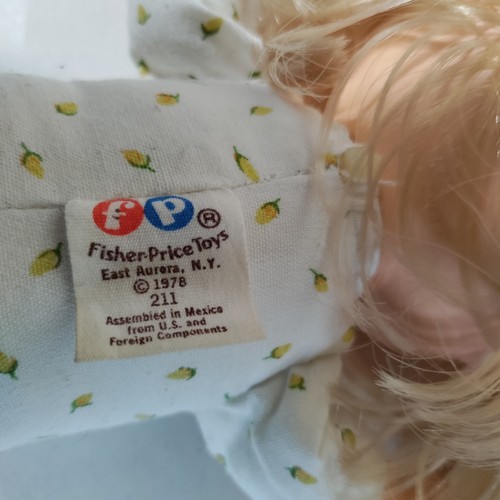 fp®
Fisher-Price Toys
East Aurora, N.Y.
© 1978
211
Assembled in Mexico
from U.S. and
Foreign Components